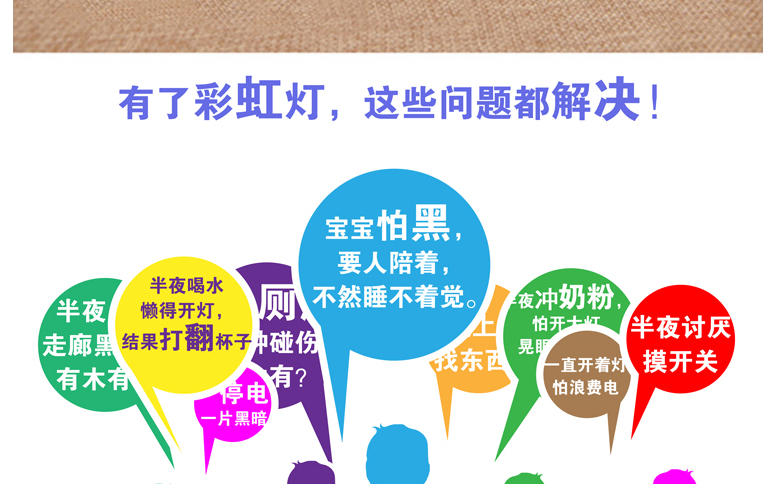 有了彩虹灯，这些问题都解决！
宝宝怕黑，
要人陪着，
不然睡不着觉。
半夜喝水
懒得开灯，
结果打翻杯子
半夜
走廊黑
有木有
厕
冲碰伤
有？
停电
一片黑暗
上
找东西
半夜冲奶粉，
怕开大灯
晃眼
一直开着灯
怕浪费电
半夜讨厌
摸开关